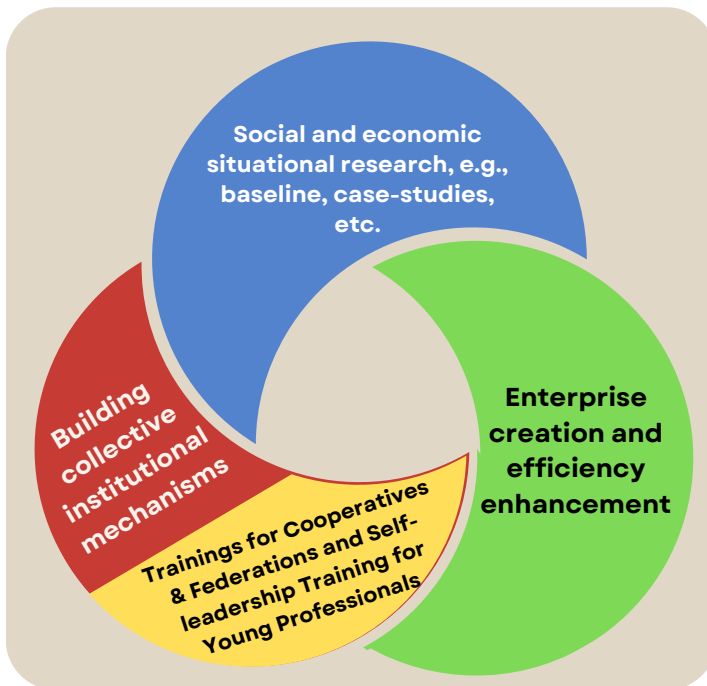 Social and economic
situational research, e.g.,
baseline, case-studies,
etc.
Building
collective
institutional
mechanisms
Enterprise
creation and
efficiency
enhancement
Trainings for Cooperatives
& Federations and Self-
leadership Training for
Young Professionals